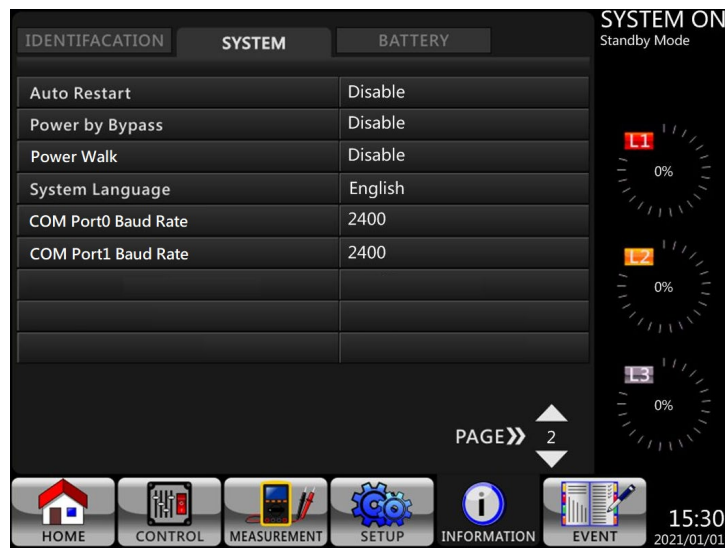 IDENTIFACATION SYSTEM BATTERY
SYSTEM ON
Standby Mode
Auto Restart Disable
Power by Bypass Disable
Power Walk Disable
System Language English
COM Port0 Baud Rate 2400
COM Port1 Baud Rate 2400
L1
0%
L2
0%
L3
0%
PAGE» 2
HOME CONTROL MEASUREMENT SETUP INFORMATION EVENT
15:30
2021/01/01